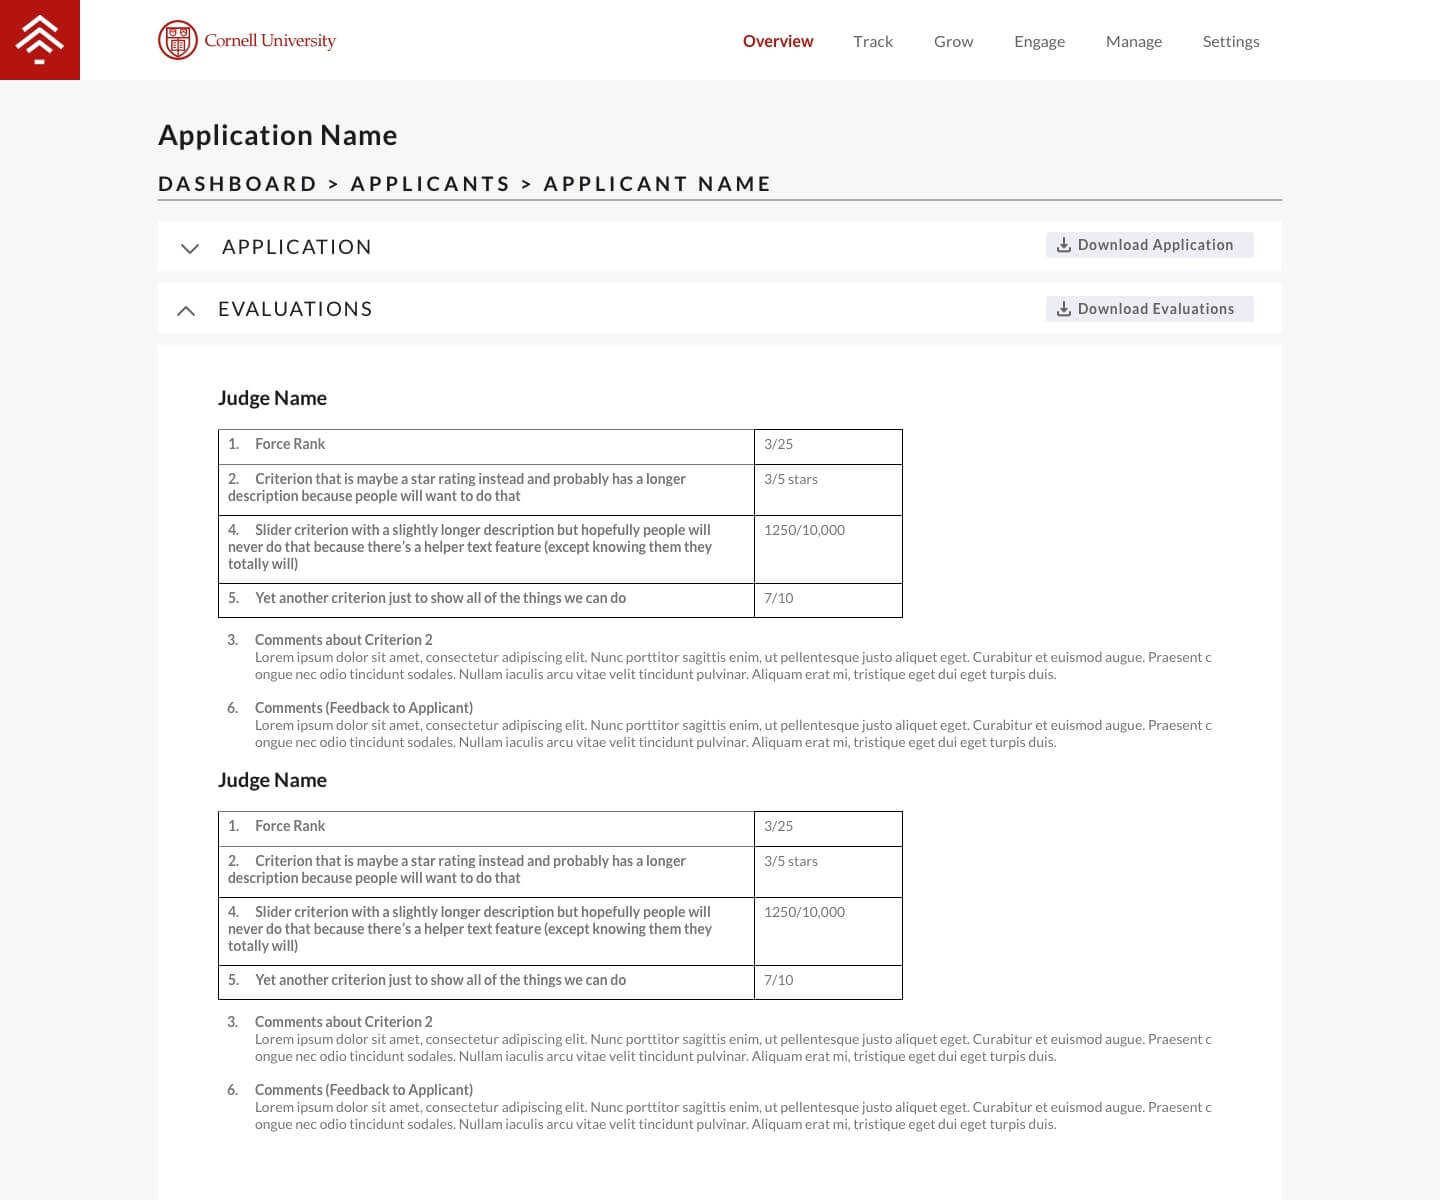 Cornell University
Overview Track Grow Engage Manage Settings
Application Name
DASHBOARD > APPLICANTS > APPLICANT NAME
APPLICATION Download Application
EVALUATIONS Download Evaluations
Judge Name
1. Force Rank 3/25
2. Criterion that is maybe a star rating instead and probably has a longer 3/5 stars
description because people will want to do that
4. Slider criterion with a slightly longer description but hopefully people will 1250/10,000
never do that because there’s a helper text feature (except knowing them they
totally will)
5. Yet another criterion just to show all of the things we can do 7/10
3. Comments about Criterion 2
Lorem ipsum dolor sit amet, consectetur adipiscing elit. Nunc porttitor sagittis enim, ut pellentesque justo aliquet eget. Curabitur et euismod augue. Praesent c
ongue nec odio tincidunt sodales. Nullam iaculis arcu vitae velit tincidunt pulvinar. Aliquam erat mi, tristique eget dui eget turpis duis.
6. Comments (Feedback to Applicant)
Lorem ipsum dolor sit amet, consectetur adipiscing elit. Nunc porttitor sagittis enim, ut pellentesque justo aliquet eget. Curabitur et euismod augue. Praesent c
ongue nec odio tincidunt sodales. Nullam iaculis arcu vitae velit tincidunt pulvinar. Aliquam erat mi, tristique eget dui eget turpis duis.
Judge Name
1. Force Rank 3/25
2. Criterion that is maybe a star rating instead and probably has a longer 3/5 stars
description because people will want to do that
4. Slider criterion with a slightly longer description but hopefully people will 1250/10,000
never do that because there’s a helper text feature (except knowing them they
totally will)
5. Yet another criterion just to show all of the things we can do 7/10
3. Comments about Criterion 2
Lorem ipsum dolor sit amet, consectetur adipiscing elit. Nunc porttitor sagittis enim, ut pellentesque justo aliquet eget. Curabitur et euismod augue. Praesent c
ongue nec odio tincidunt sodales. Nullam iaculis arcu vitae velit tincidunt pulvinar. Aliquam erat mi, tristique eget dui eget turpis duis.
6. Comments (Feedback to Applicant)
Lorem ipsum dolor sit amet, consectetur adipiscing elit. Nunc porttitor sagittis enim, ut pellentesque justo aliquet eget. Curabitur et euismod augue. Praesent c
ongue nec odio tincidunt sodales. Nullam iaculis arcu vitae velit tincidunt pulvinar. Aliquam erat mi, tristique eget dui eget turpis duis.